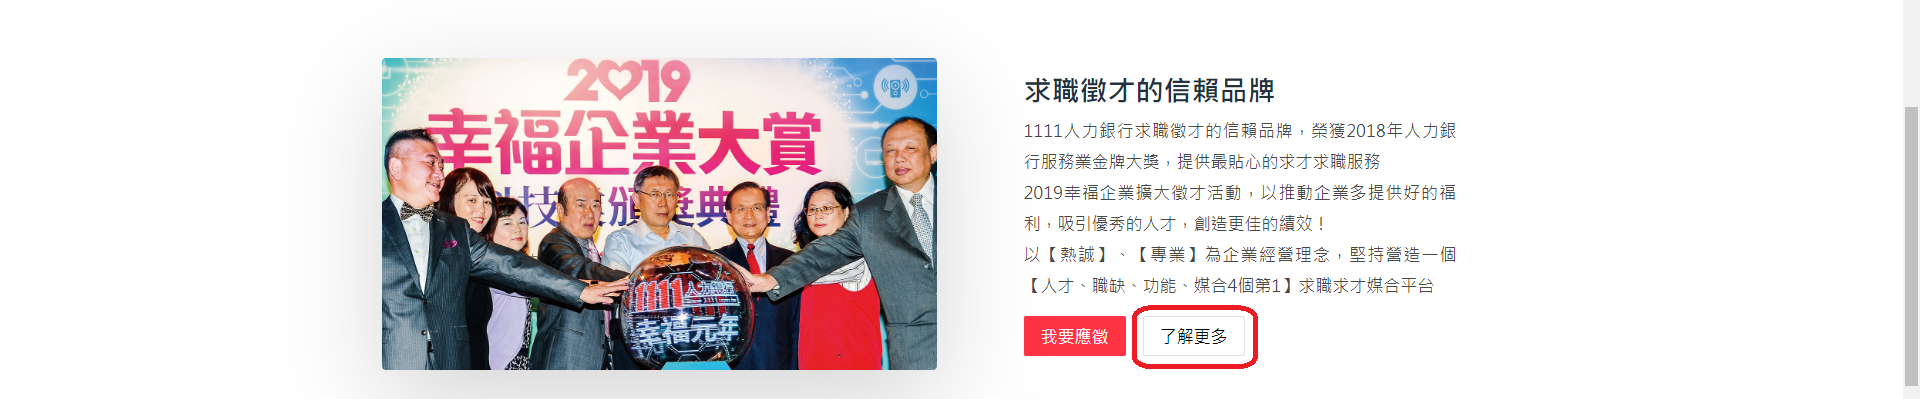 2019
幸福企業大賞
科技業頒獎典禮
1111人力銀行
幸福元年
求職徵才的信賴品牌
1111人力銀行求職徵才的信賴品牌，榮獲2018年人力銀
行服務業金牌大獎，提供最貼心的求才求職服務
2019幸福企業擴大徵才活動，以推動企業多提供好的福
利，吸引優秀的人才，創造更佳的績效！
以【熱誠】、【專業】為企業經營理念，堅持營造一個
【人才、職缺、功能、媒合4個第1】求職求才媒合平台
我要應徵
了解更多